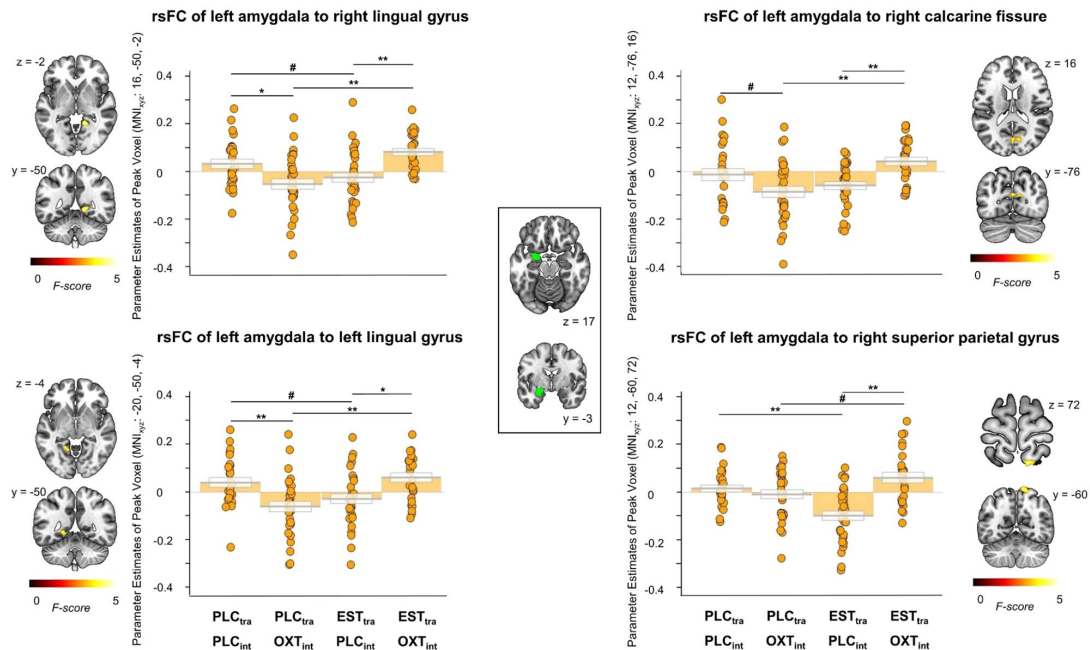 rsFC of left amygdala to right lingual gyrus
z = -2
y = -50
0 5
F-score
Parameter Estimates of Peak Voxel (MNIxyz: 16, -50, -2)
0.4
0.2
0
-0.2
-0.4
#
*
**
**
rsFC of left amygdala to right calcarine fissure
Parameter Estimates of Peak Voxel (MNIxyz: 12, -76, 16)
0.4
0.2
0
-0.2
-0.4
#
**
**
z = 16
y = -76
0 5
F-score
z = 17
y = -3
rsFC of left amygdala to left lingual gyrus
z = -4
y = -50
0 5
F-score
Parameter Estimates of Peak Voxel (MNIxyz: -20, -50, -4)
0.4
0.2
0
-0.2
-0.4
#
**
**
*
PLCtra PLCtra ESTtra ESTtra
PLCint OXTint PLCint OXTint
rsFC of left amygdala to right superior parietal gyrus
Parameter Estimates of Peak Voxel (MNIxyz: 12, -60, 72)
0.4
0.2
0
-0.2
-0.4
**
#
**
PLCtra PLCtra ESTtra ESTtra
PLCint OXTint PLCint OXTint
z = 72
y = -60
0 5
F-score